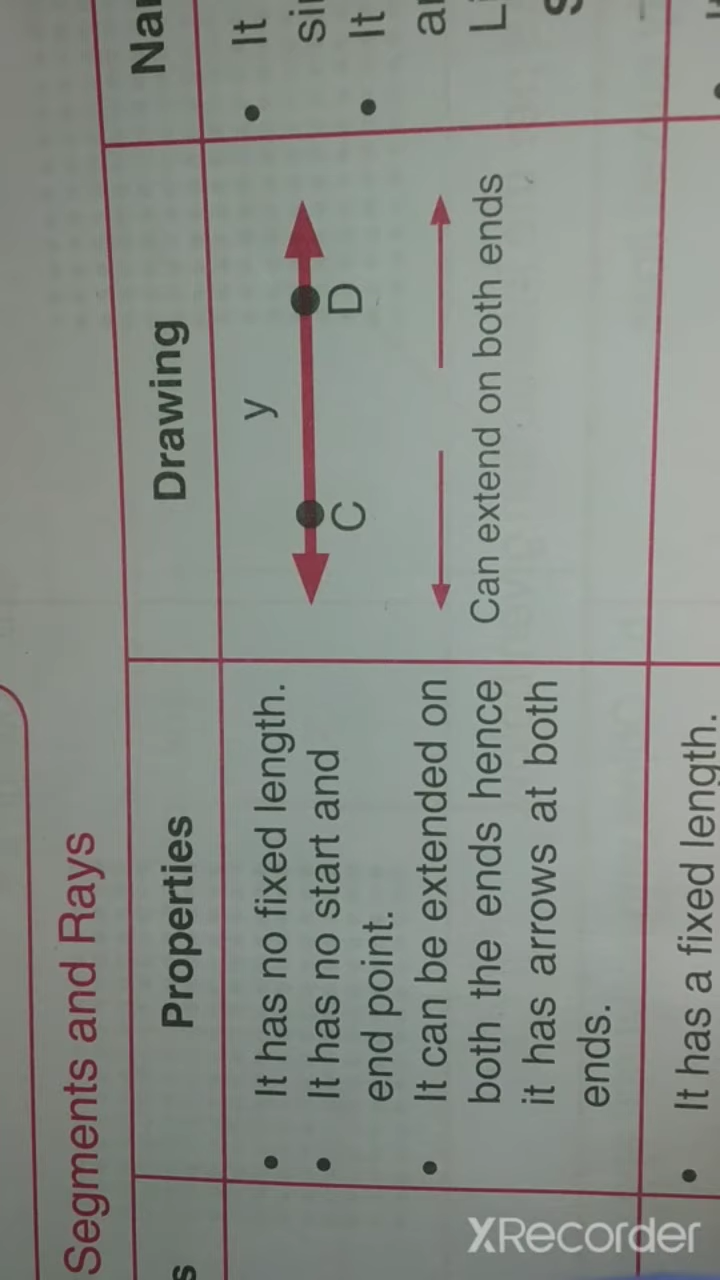 Segments and Rays
Properties
Drawing
It has no fixed length.
It has no start and
end point.
It can be extended on
both the ends hence
it has arrows at both
ends.
y
C
D
Can extend on both ends
It
It
It has a fixed length.
XRecorder